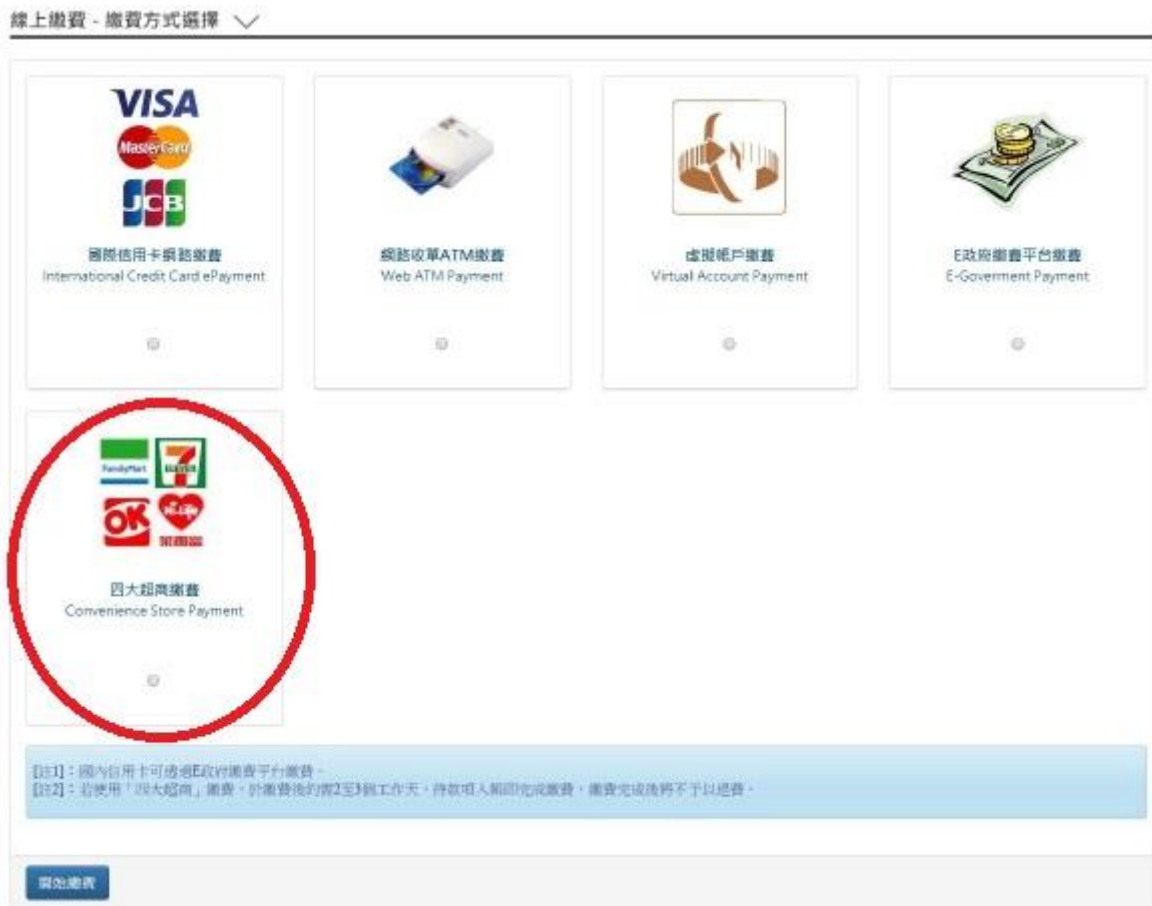 線上繳費 - 繳費方式選擇
VISA
MasterCard
JCB
國際信用卡網路繳費
International Credit Card ePayment
網路收單ATM繳費
Web ATM Payment
虛擬帳戶繳費
Virtual Account Payment
E政府繳費平台繳費
E-Goverment Payment
FamilyMart
7
ELEVEN
OK
Hi-Life
萊爾富
四大超商繳費
Convenience Store Payment
[註1]：國內信用卡可透過E政府繳費平台繳費。
[註2]：若使用「四大超商」繳費，於繳費後約需2至3個工作天，待款項入帳即完成繳費，繳費完成後將不予以退費。
開始繳費